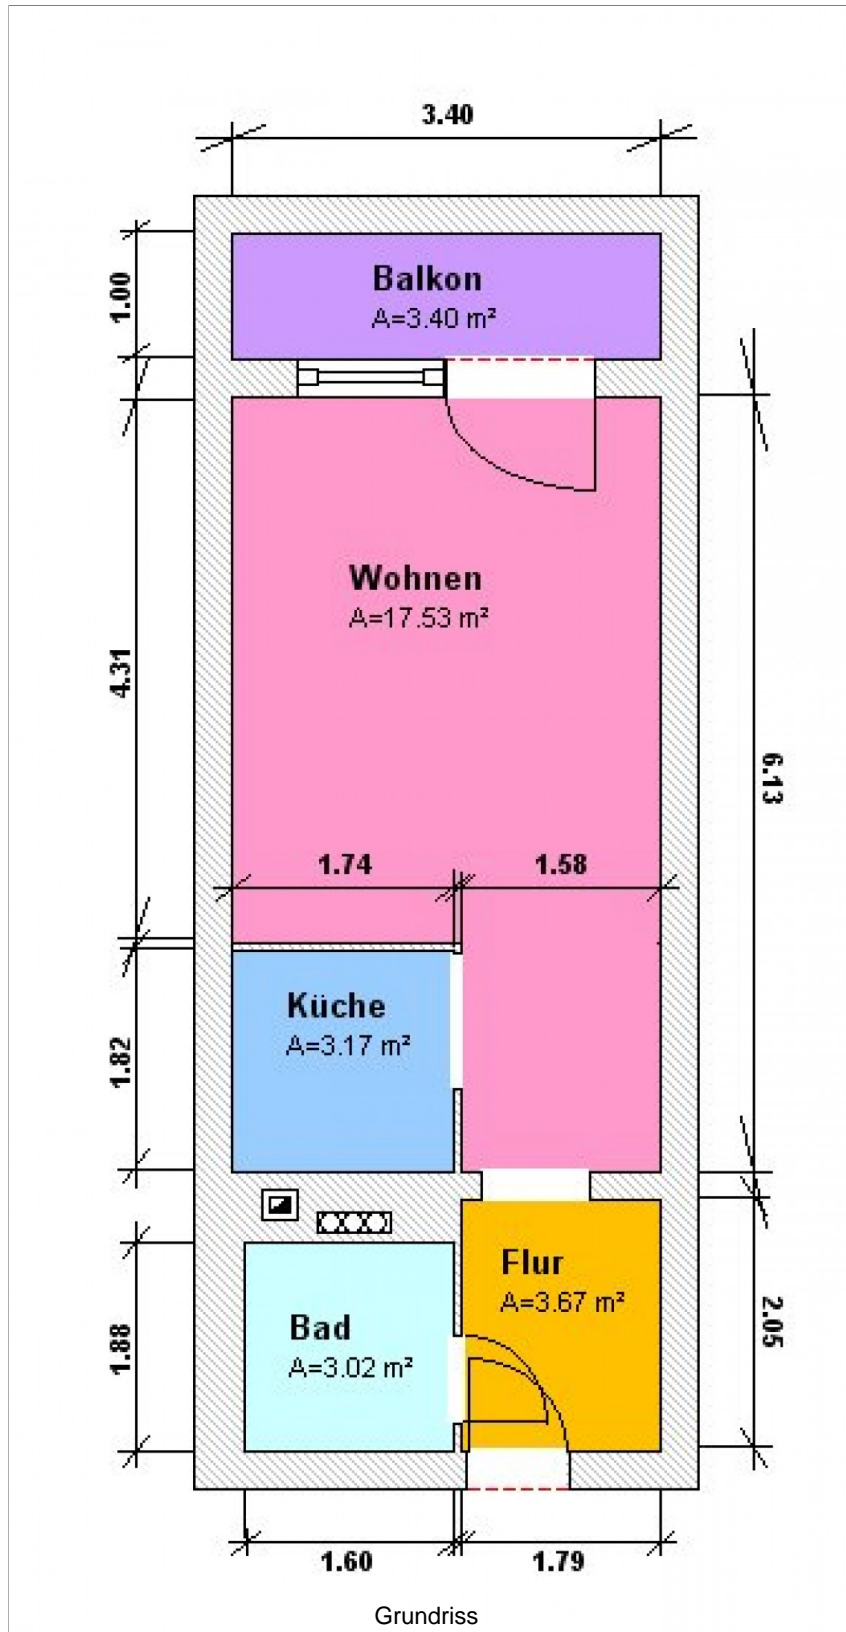 3.40
1.00
Balkon
A=3.40 m²
Wohnen
A=17.53 m²
4.31
6.13
1.74
1.58
Küche
A=3.17 m²
1.82
Flur
A=3.67 m²
2.05
Bad
A=3.02 m²
1.88
1.60
1.79
Grundriss